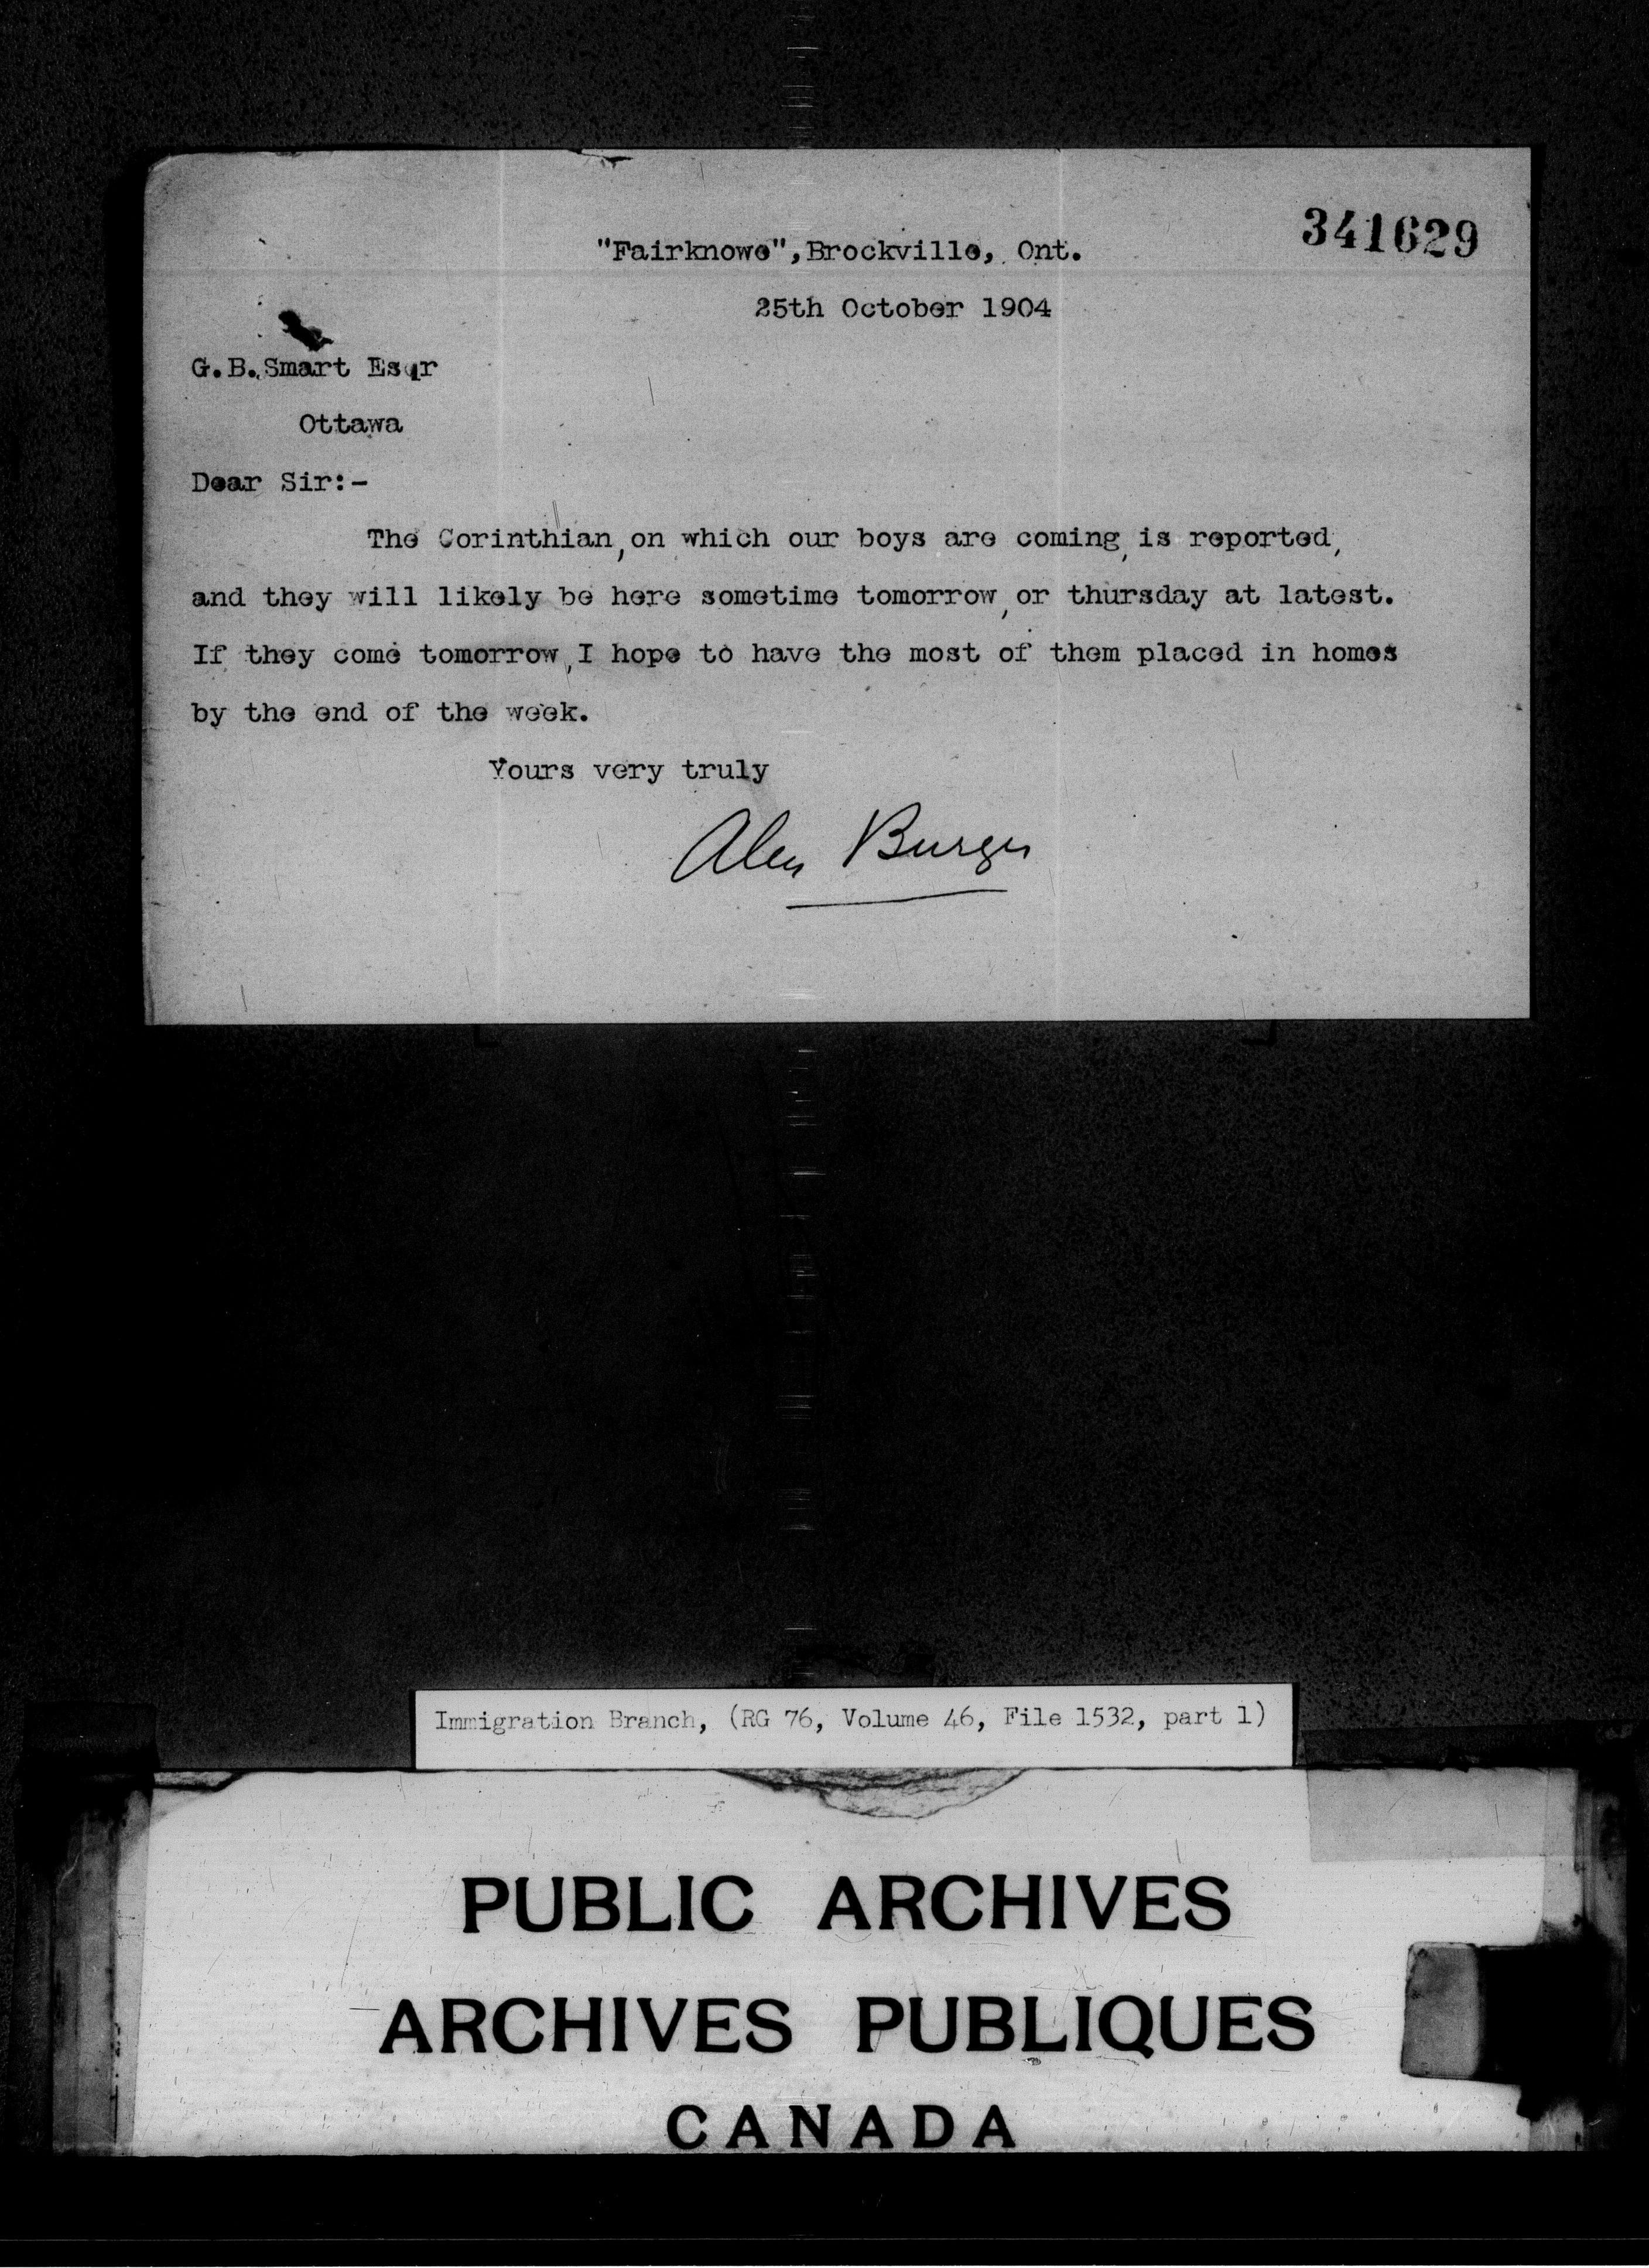 341629
"Fairknowe", Brockville, Ont.
25th October 1904
G.B. Smart Esqr
Ottawa
Dear Sir:-
The Corinthian, on which our boys are coming, is reported,
and they will likely be here sometime tomorrow, or thursday at latest.
If they come tomorrow, I hope to have the most of them placed in homes
by the end of the week.
Yours very truly
Alex Burges
Immigration Branch, (RG 76, Volume 46, File 1532, part 1)
PUBLIC ARCHIVES
ARCHIVES PUBLIQUES
CANADA